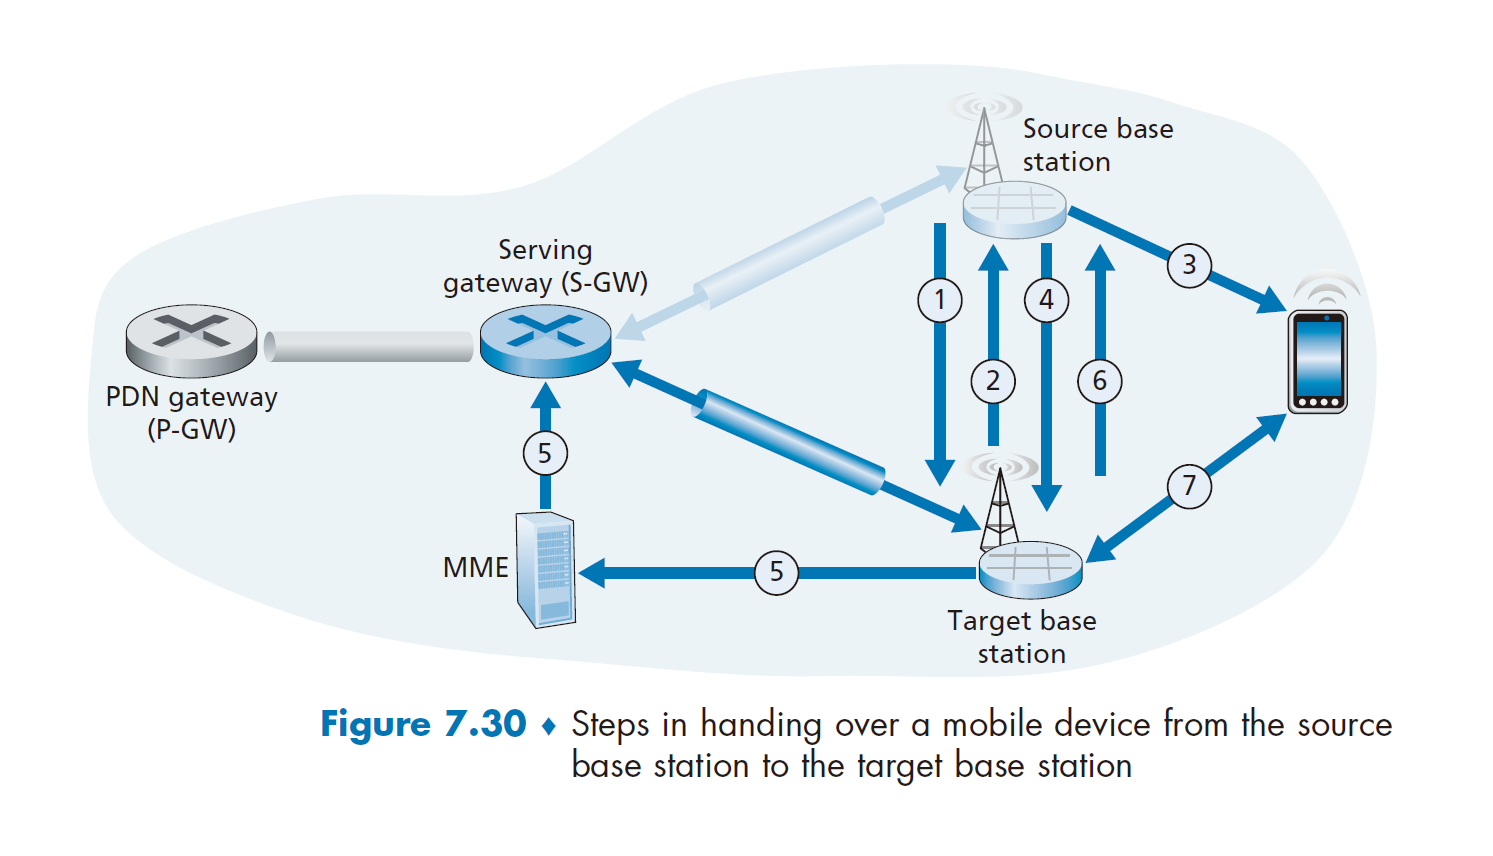 Source base
station
3
Serving
gateway (S-GW)
1
4
2
6
PDN gateway
(P-GW)
5
7
MME
5
Target base
station
Figure 7.30 ♦ Steps in handing over a mobile device from the source
base station to the target base station